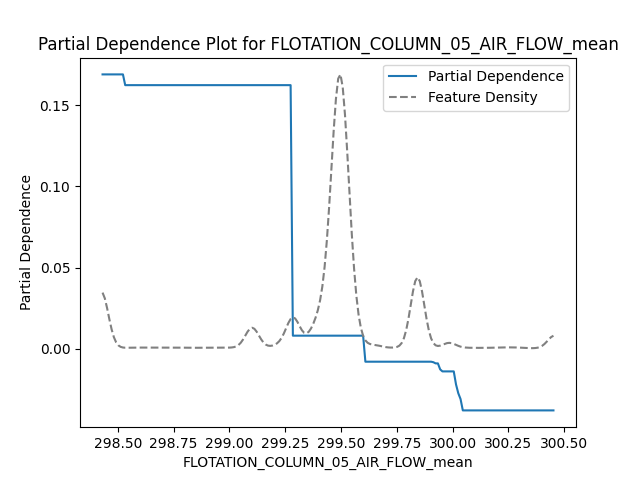 Partial Dependence Plot for FLOTATION_COLUMN_05_AIR_FLOW_mean
Partial Dependence
Feature Density
0.15
0.10
0.05
0.00
Partial Dependence
298.50 298.75 299.00 299.25 299.50 299.75 300.00 300.25 300.50
FLOTATION_COLUMN_05_AIR_FLOW_mean